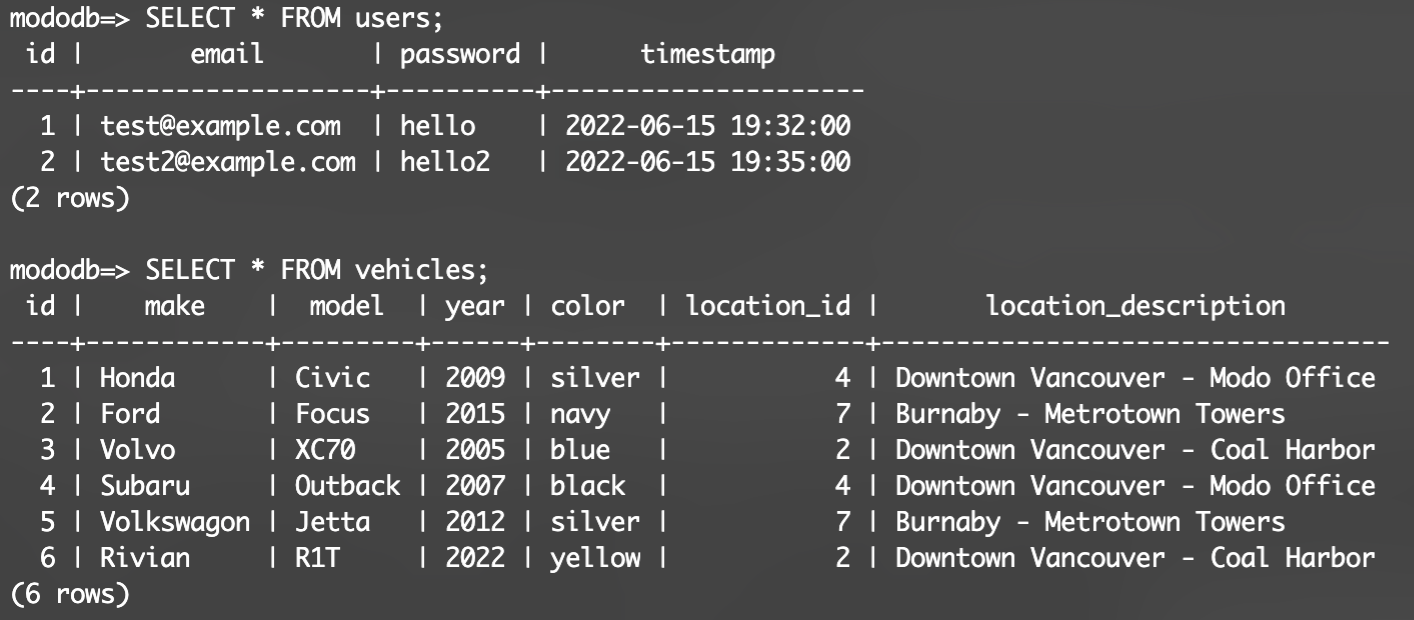 mododb=> SELECT * FROM users;
 id |       email       | password |      timestamp
----+-------------------+----------+---------------------
  1 | test@example.com  | hello    | 2022-06-15 19:32:00
  2 | test2@example.com | hello2   | 2022-06-15 19:35:00
(2 rows)

mododb=> SELECT * FROM vehicles;
 id |    make    |  model  | year | color  | location_id |       location_description
----+------------+---------+------+--------+-------------+----------------------------------
  1 | Honda      | Civic   | 2009 | silver |           4 | Downtown Vancouver - Modo Office
  2 | Ford       | Focus   | 2015 | navy   |           7 | Burnaby - Metrotown Towers
  3 | Volvo      | XC70    | 2005 | blue   |           2 | Downtown Vancouver - Coal Harbor
  4 | Subaru     | Outback | 2007 | black  |           4 | Downtown Vancouver - Modo Office
  5 | Volkswagon | Jetta   | 2012 | silver |           7 | Burnaby - Metrotown Towers
  6 | Rivian     | R1T     | 2022 | yellow |           2 | Downtown Vancouver - Coal Harbor
(6 rows)